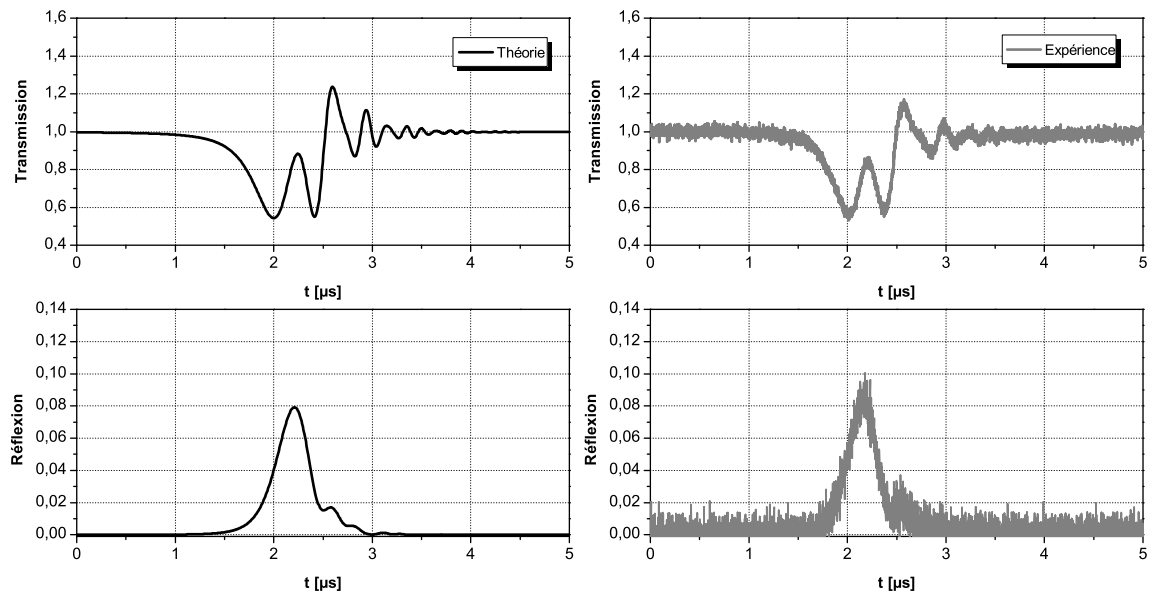 1,6
1,4
1,2
1,0
0,8
0,6
0,4
Transmission
Théorie
0 1 2 3 4 5
t [µs]
1,6
1,4
1,2
1,0
0,8
0,6
0,4
Transmission
Expérience
0 1 2 3 4 5
t [µs]
0,14
0,12
0,10
0,08
0,06
0,04
0,02
0,00
Réflexion
0 1 2 3 4 5
t [µs]
0,14
0,12
0,10
0,08
0,06
0,04
0,02
0,00
Réflexion
0 1 2 3 4 5
t [µs]